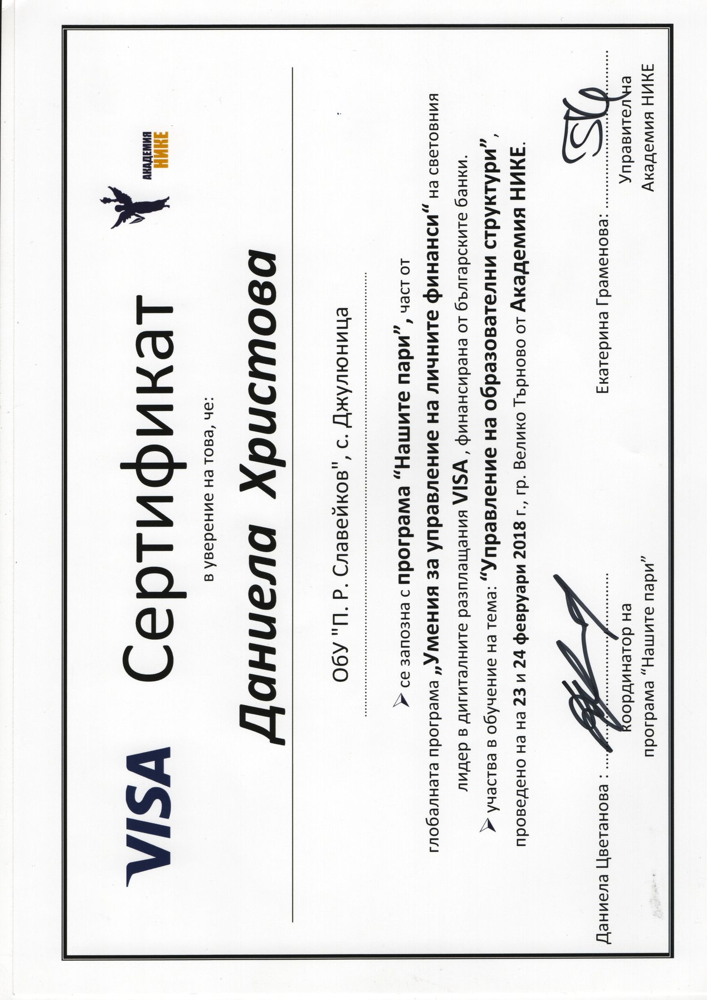 VISA Сертификат
АКАДЕМИЯ
НИКЕ
в уверение на това, че:
Даниела Христова
ОбУ "П. Р. Славейков", с. Джулюница
се запозна с програма “Нашите пари”, част от
глобалната програма „Умения за управление на личните финанси“ на световния
лидер в дигиталните разплащания VISA , финансирана от българските банки.
участва в обучение на тема: “Управление на образователни структури”,
проведено на на 23 и 24 февруари 2018 г., гр. Велико Търново от Академия НИКЕ.
Даниела Цветанова : Екатерина Граменова:
координатор на Управител на
програма “Нашите пари” Академия НИКЕ